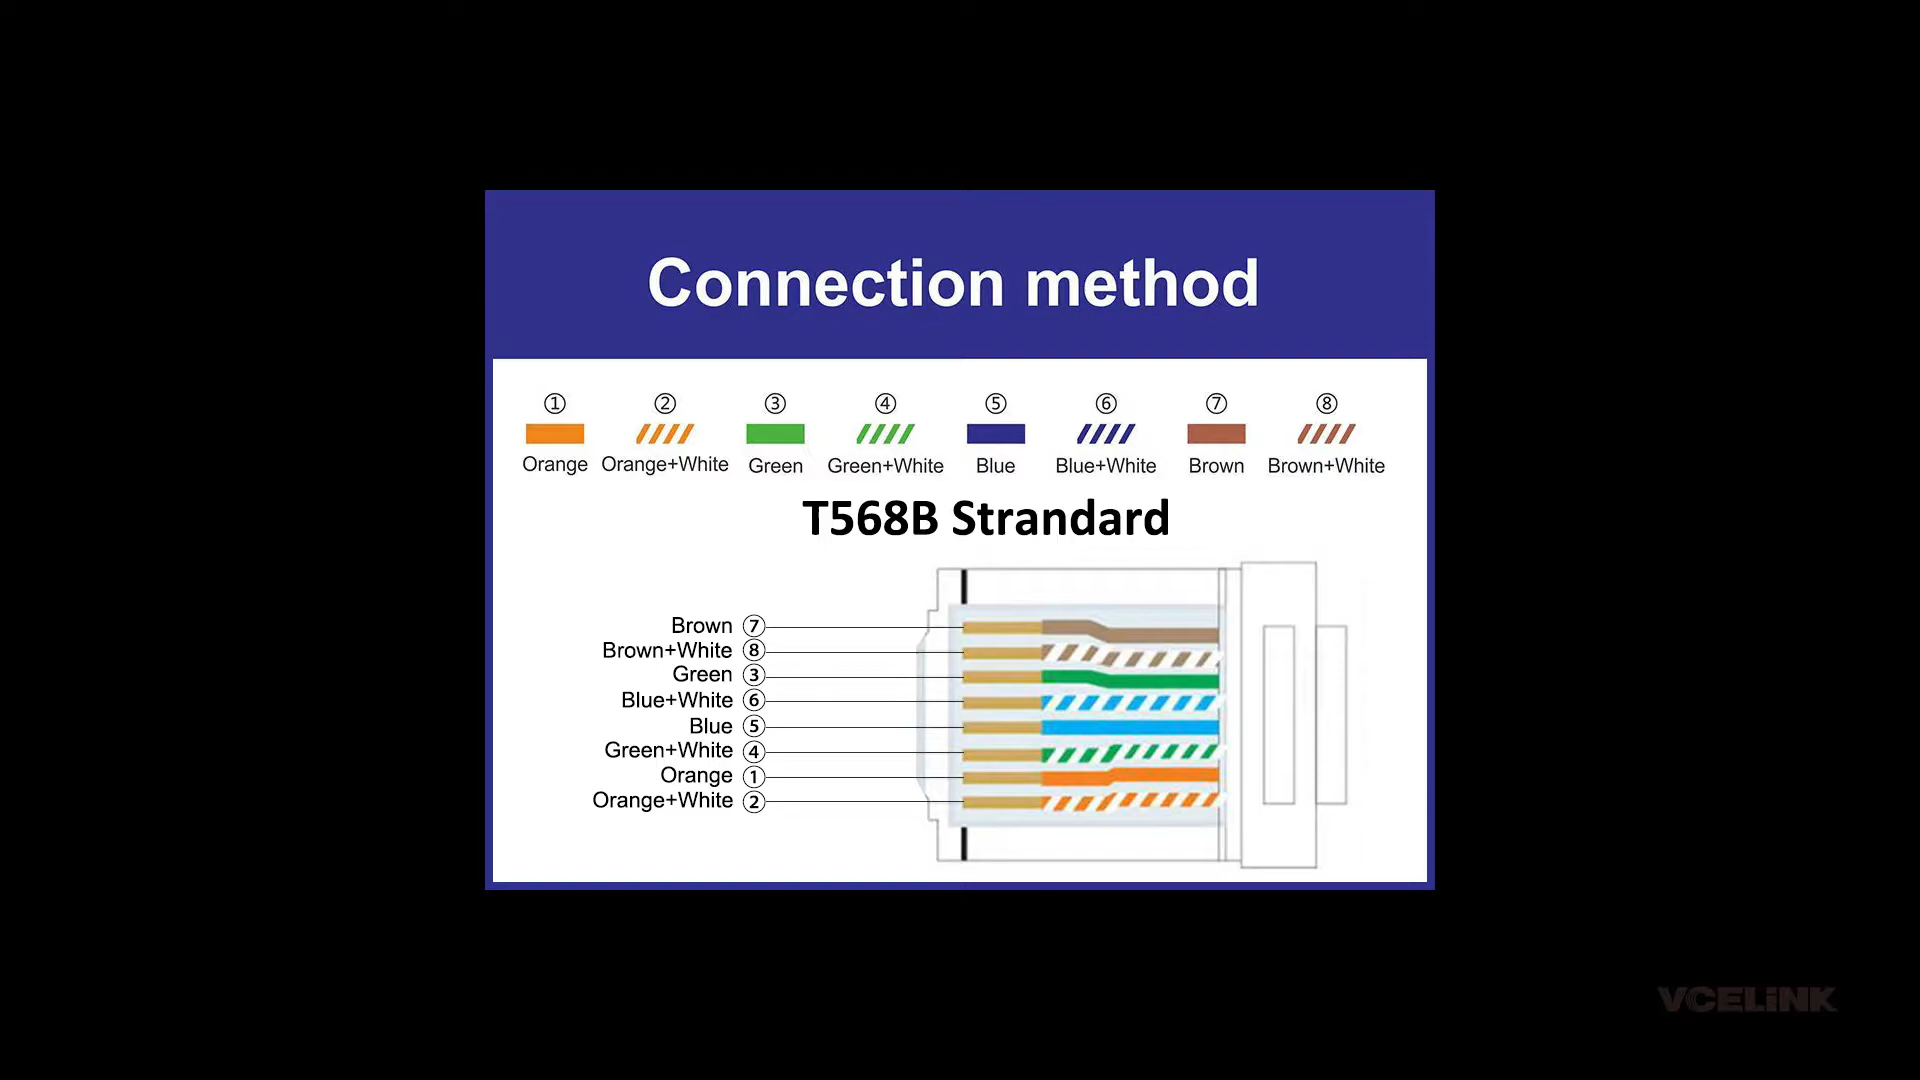 Connection method
① ② ③ ④ ⑤ ⑥ ⑦ ⑧
Orange Orange+White Green Green+White Blue Blue+White Brown Brown+White
T568B Strandard
Brown ⑦
Brown+White ⑧
Green ③
Blue+White ⑥
Blue ⑤
Green+White ④
Orange ①
Orange+White ②
VCELiNK